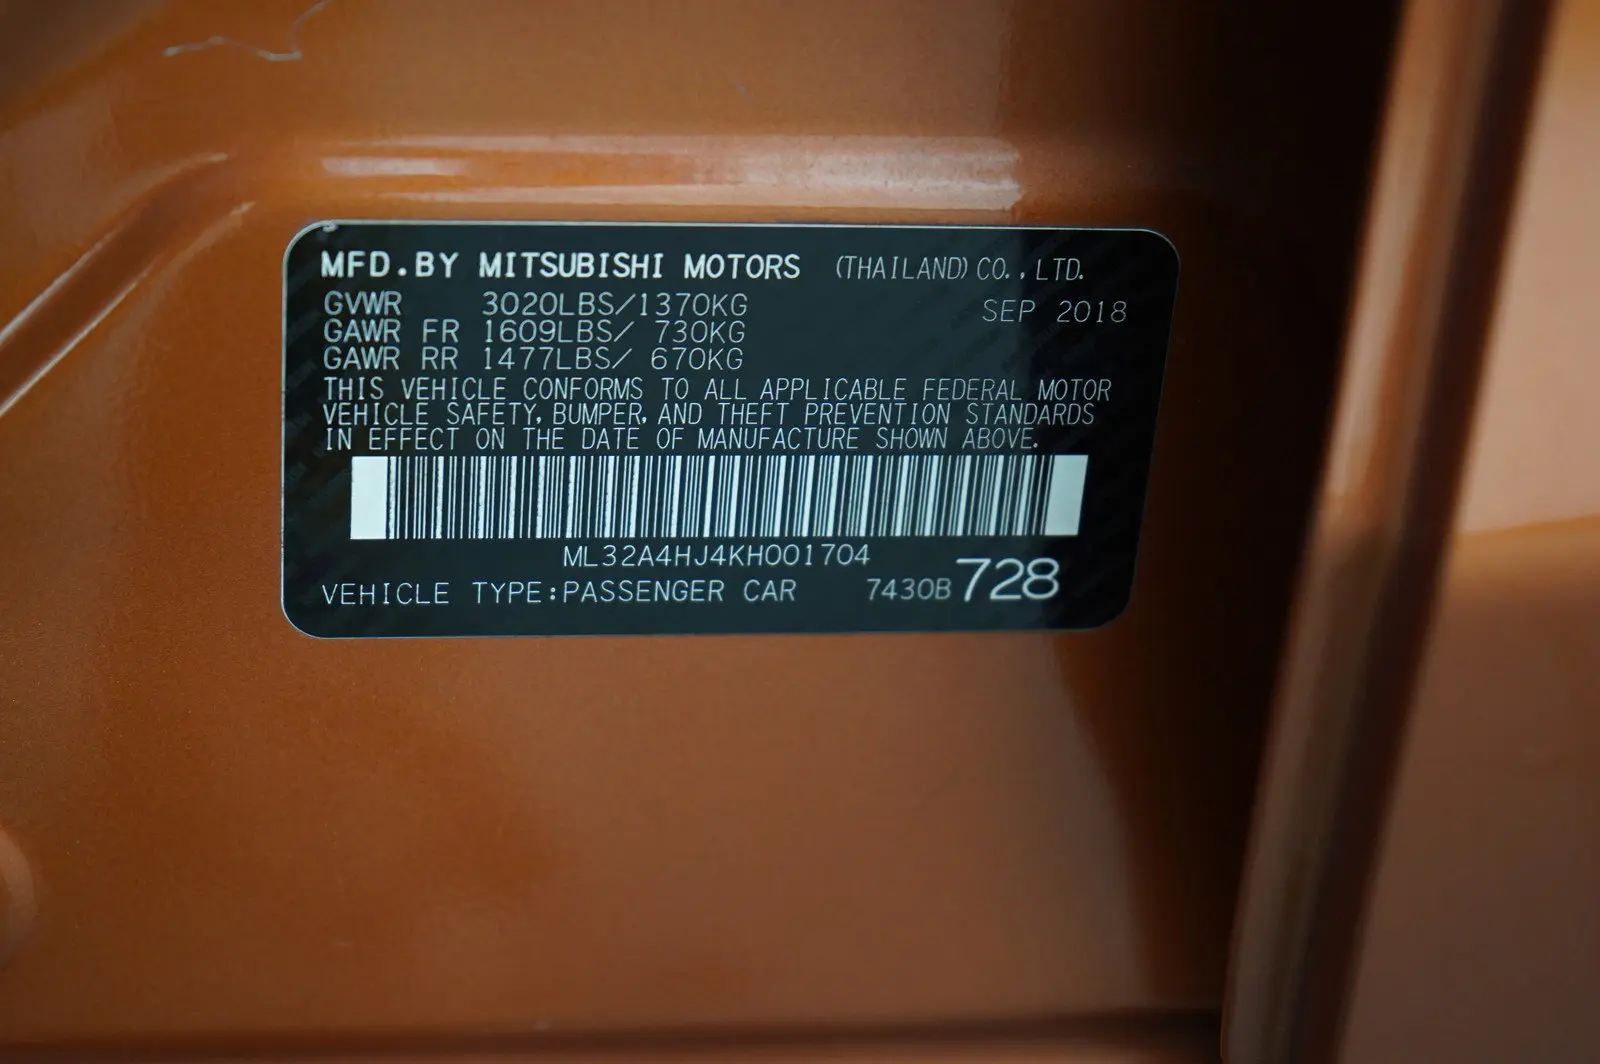 MFD.BY MITSUBISHI MOTORS (THAILAND) CO.,LTD.
GVWR 3020LBS/1370KG SEP 2018
GAWR FR 1609LBS/ 730KG
GAWR RR 1477LBS/ 670KG
THIS VEHICLE CONFORMS TO ALL APPLICABLE FEDERAL MOTOR
VEHICLE SAFETY, BUMPER, AND THEFT PREVENTION STANDARDS
IN EFFECT ON THE DATE OF MANUFACTURE SHOWN ABOVE.
ML32A4HJ4KH001704
VEHICLE TYPE:PASSENGER CAR 7430B 728